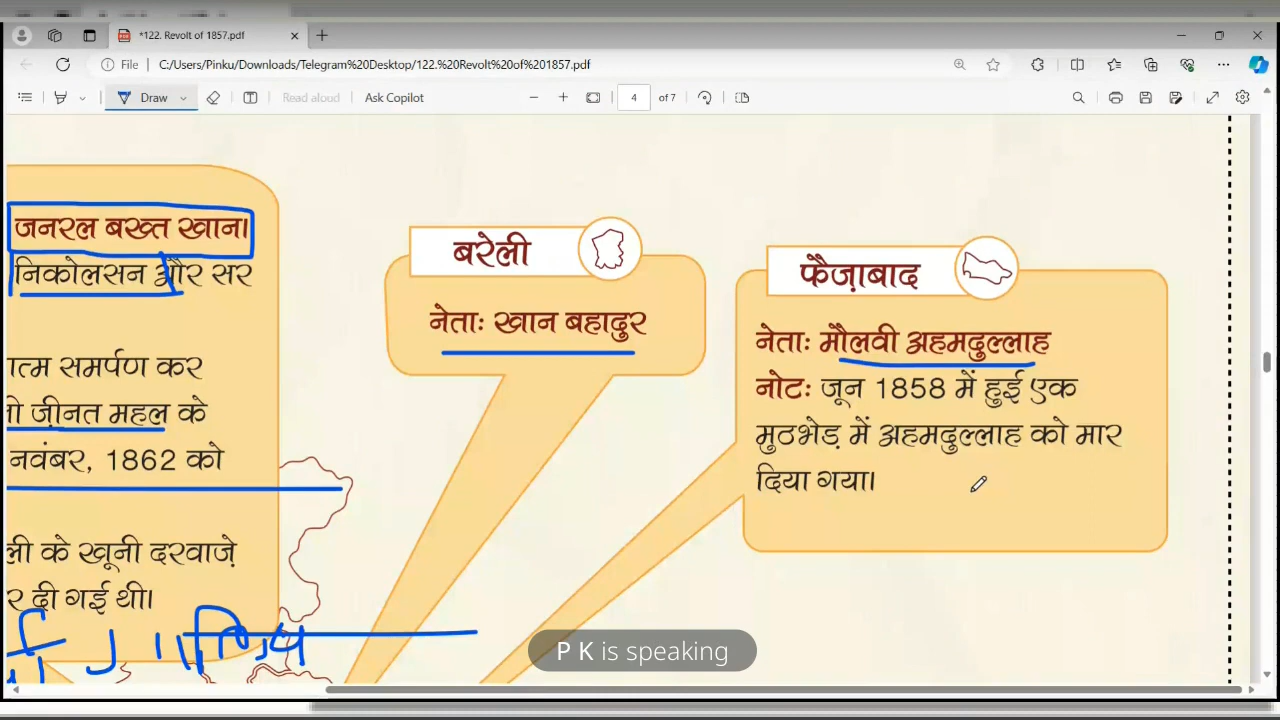 *122. Revolt of 1857.pdf
File C:/Users/Pinku/Downloads/Telegram%20Desktop/122.%20Revolt%20of%201857.pdf
Draw Read aloud Ask Copilot 4 of 7
जनरल बख्त खान।
निकोलसन और सर
त्म समर्पण कर
जीनत महल के
नवंबर, 1862 को
ली के खूनी दरवाज़े
र दी गई थी।
बरेली
नेताः खान बहादुर
फैज़ाबाद
नेताः मौलवी अहमदुल्लाह
नोटः जून 1858 में हुई एक
मुठभेड़ में अहमदुल्लाह को मार
दिया गया।
P K is speaking